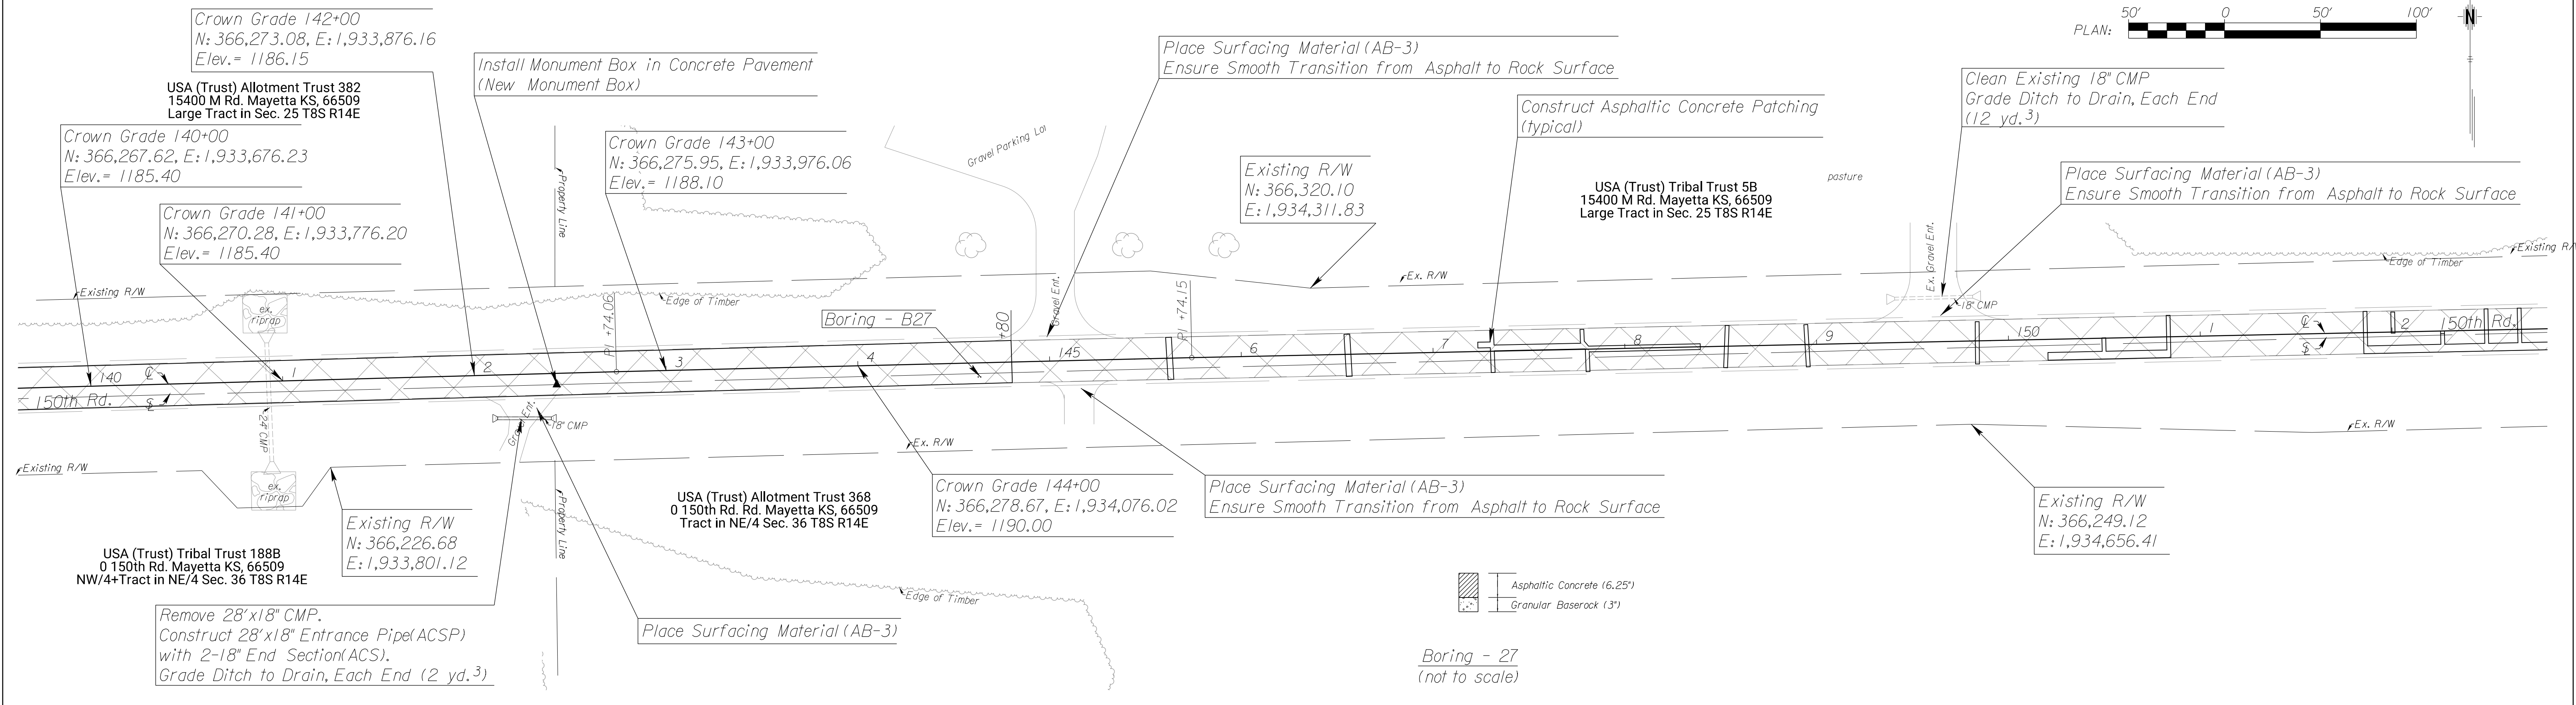 Crown Grade 142+00
N: 366,273.08, E: 1,933,876.16
Elev.= 1186.15
USA (Trust) Allotment Trust 382
15400 M Rd. Mayetta KS, 66509
Large Tract in Sec. 25 T8S R14E
Crown Grade 140+00
N: 366,267.62, E: 1,933,676.23
Elev.= 1185.40
Crown Grade 141+00
N: 366,270.28, E: 1,933,776.20
Elev.= 1185.40
Install Monument Box in Concrete Pavement
(New Monument Box)
Property Line
Crown Grade 143+00
N: 366,275.95, E: 1,933,976.06
Elev.= 1188.10
Gravel Parking Lot
Place Surfacing Material (AB-3)
Ensure Smooth Transition from Asphalt to Rock Surface
Existing R/W
N: 366,320.10
E: 1,934,311.83
Construct Asphaltic Concrete Patching
(typical)
USA (Trust) Tribal Trust 5B
15400 M Rd. Mayetta KS, 66509
Large Tract in Sec. 25 T8S R14E
pasture
PLAN:
50' 0 50' 100'
N
Clean Existing 18" CMP
Grade Ditch to Drain, Each End
(12 yd.³)
Place Surfacing Material (AB-3)
Ensure Smooth Transition from Asphalt to Rock Surface
Existing R/W
ex.
riprap
Edge of Timber
PI +74.06
Boring - B27
+80
Gravel Ent.
PI +74.15
Ex. R/W
Ex. Gravel Ent.
18" CMP
Edge of Timber
Existing R/W
140
1
2
3
4
145
6
7
8
9
150
1
2
150th Rd.
150th Rd.
24" CMP
Gravel Ent.
18" CMP
Existing R/W
ex.
riprap
Ex. R/W
Ex. R/W
Property Line
Existing R/W
N: 366,226.68
E: 1,933,801.12
USA (Trust) Tribal Trust 188B
0 150th Rd. Mayetta KS, 66509
NW/4+Tract in NE/4 Sec. 36 T8S R14E
Remove 28'x18" CMP.
Construct 28'x18" Entrance Pipe(ACSP)
with 2-18" End Section(ACS).
Grade Ditch to Drain, Each End (2 yd.³)
USA (Trust) Allotment Trust 368
0 150th Rd. Rd. Mayetta KS, 66509
Tract in NE/4 Sec. 36 T8S R14E
Place Surfacing Material (AB-3)
Edge of Timber
Crown Grade 144+00
N: 366,278.67, E: 1,934,076.02
Elev.= 1190.00
Place Surfacing Material (AB-3)
Ensure Smooth Transition from Asphalt to Rock Surface
Asphaltic Concrete (6.25")
Granular Baserock (3")
Boring - 27
(not to scale)
Existing R/W
N: 366,249.12
E: 1,934,656.41